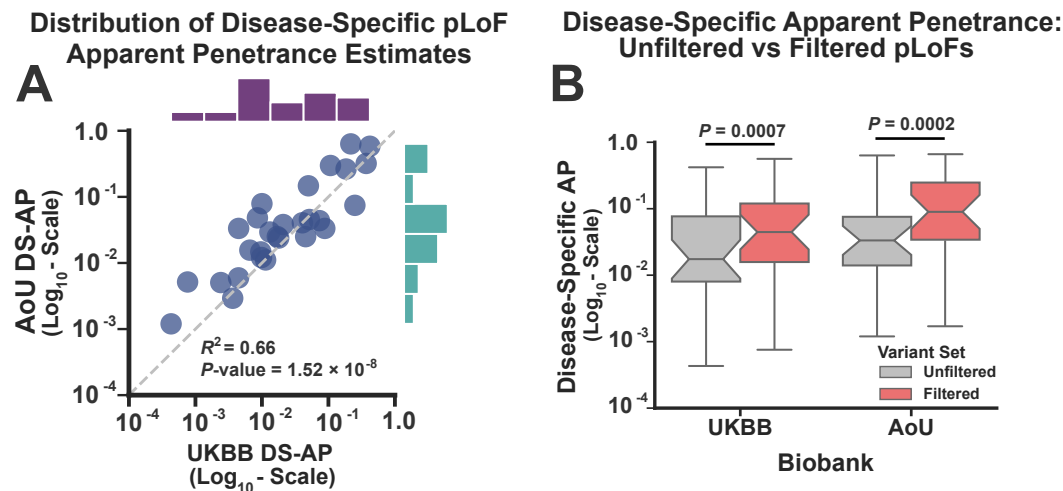 Distribution of Disease-Specific pLoF
Apparent Penetrance Estimates
A
AoU DS-AP
(Log₁₀ - Scale)
1.0
10⁻¹
10⁻²
10⁻³
10⁻⁴
R² = 0.66
P-value = 1.52 × 10⁻⁸
10⁻⁴ 10⁻³ 10⁻² 10⁻¹ 1.0
UKBB DS-AP
(Log₁₀ - Scale)
Disease-Specific Apparent Penetrance:
Unfiltered vs Filtered pLoFs
B
P = 0.0007
P = 0.0002
Disease-Specific AP
(Log₁₀ - Scale)
1.0
10⁻¹
10⁻²
10⁻³
10⁻⁴
Variant Set
Unfiltered
Filtered
UKBB AoU
Biobank